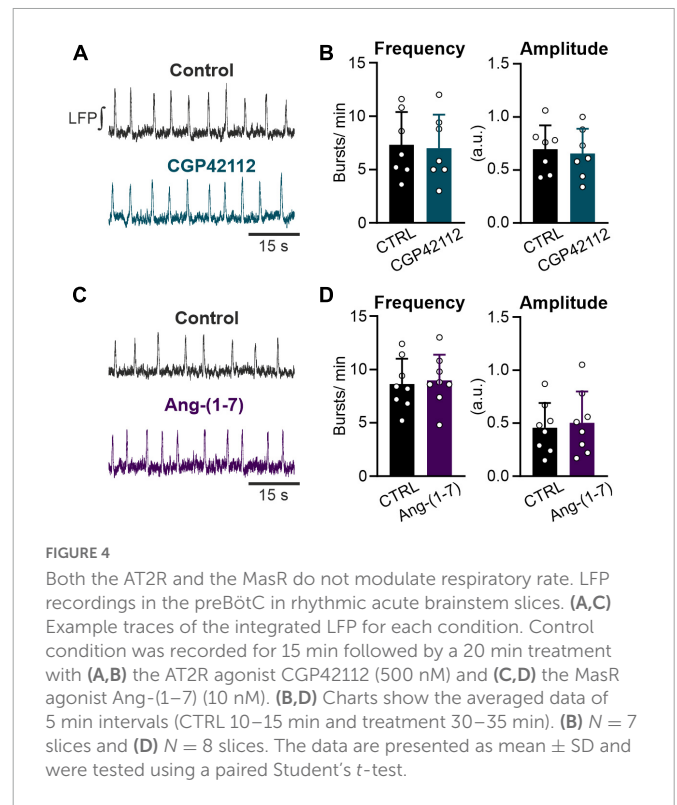 A
Control
LFP∫
CGP42112
15 s
B
Frequency
Bursts/ min
15
10
5
0
CTRL
CGP42112
Amplitude
(a.u.)
1.5
1.0
0.5
0.0
CTRL
CGP42112
C
Control
Ang-(1-7)
15 s
D
Frequency
Bursts/ min
15
10
5
0
CTRL
Ang-(1-7)
Amplitude
(a.u.)
1.5
1.0
0.5
0.0
CTRL
Ang-(1-7)
FIGURE 4
Both the AT2R and the MasR do not modulate respiratory rate. LFP
recordings in the preBötC in rhythmic acute brainstem slices. (A,C)
Example traces of the integrated LFP for each condition. Control
condition was recorded for 15 min followed by a 20 min treatment
with (A,B) the AT2R agonist CGP42112 (500 nM) and (C,D) the MasR
agonist Ang-(1–7) (10 nM). (B,D) Charts show the averaged data of
5 min intervals (CTRL 10–15 min and treatment 30–35 min). (B) N = 7
slices and (D) N = 8 slices. The data are presented as mean ± SD and
were tested using a paired Student's t-test.